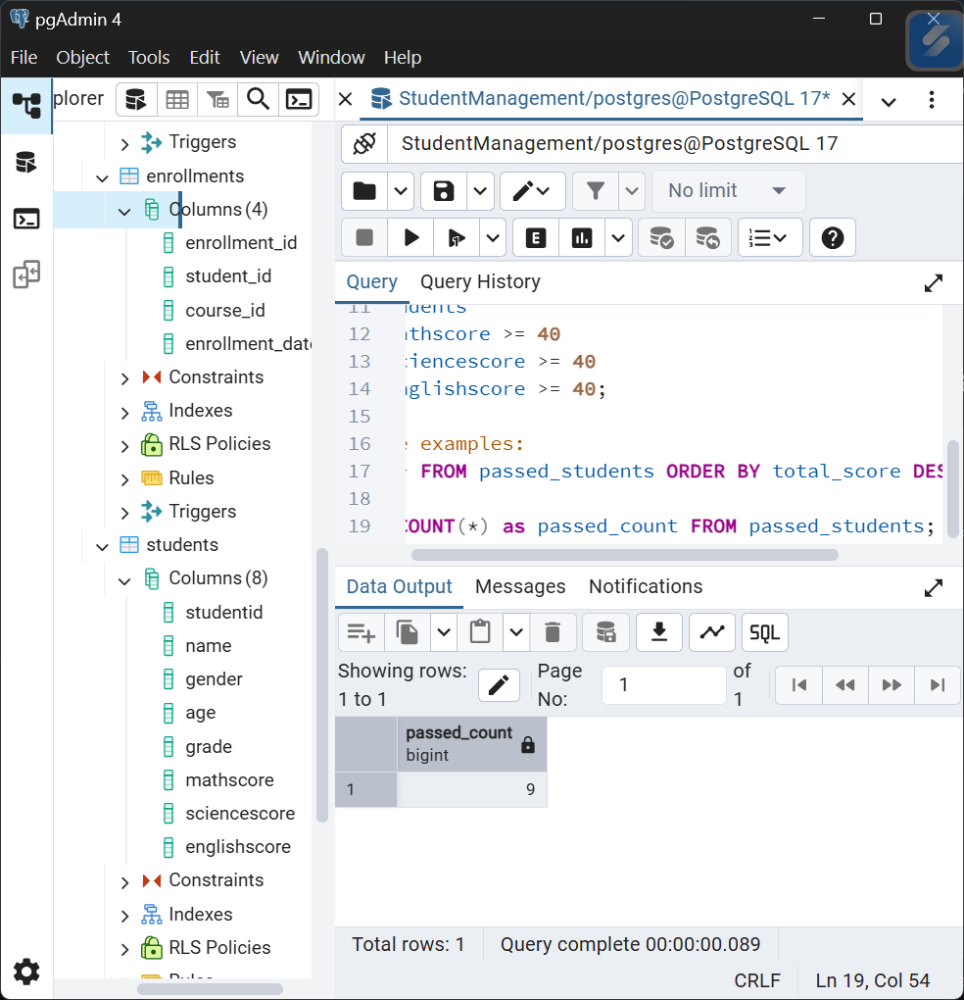 pgAdmin 4
File Object Tools Edit View Window Help
plorer
StudentManagement/postgres@PostgreSQL 17*
Triggers
enrollments
Columns (4)
enrollment_id
student_id
course_id
enrollment_date
Constraints
Indexes
RLS Policies
Rules
Triggers
students
Columns (8)
studentid
name
gender
age
grade
mathscore
sciencescore
englishscore
Constraints
Indexes
RLS Policies
Rules
StudentManagement/postgres@PostgreSQL 17
No limit
E
1
Query Query History
11 udents
12 athscore >= 40
13 ciencescore >= 40
14 nglishscore >= 40;
15
16 e examples:
17 * FROM passed_students ORDER BY total_score DES
18
19 COUNT(*) as passed_count FROM passed_students;
Data Output Messages Notifications
SQL
Showing rows: 1 to 1
Page No: 1 of 1
passed_count
bigint
1 9
Total rows: 1 Query complete 00:00:00.089
CRLF Ln 19, Col 54